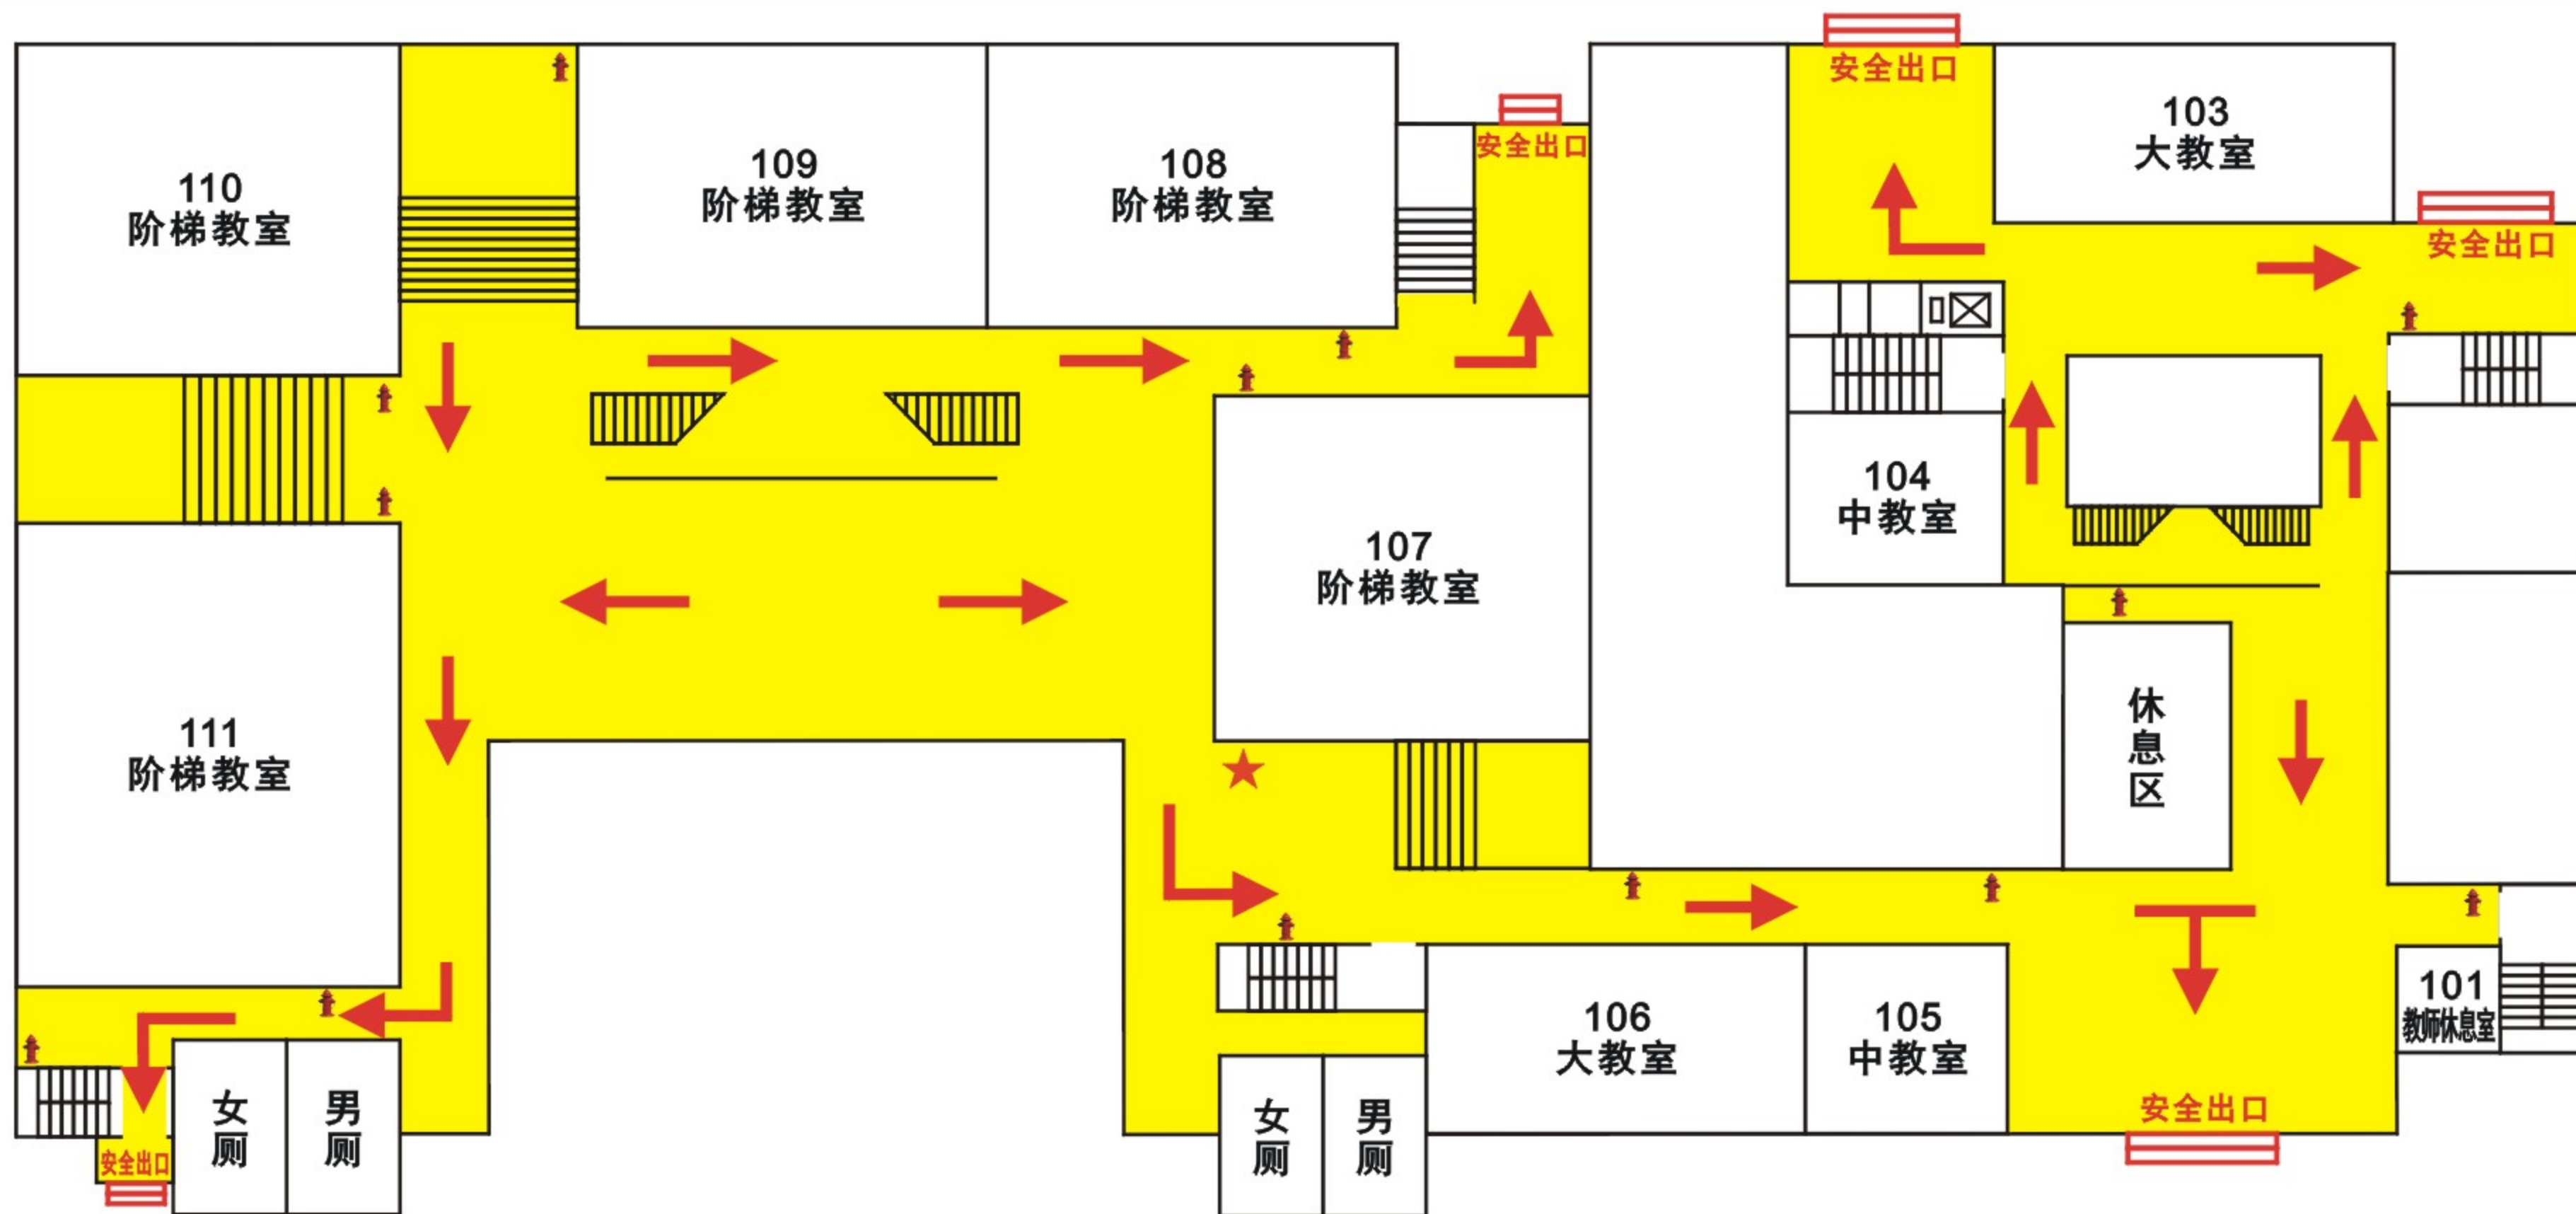 安全出口
安全出口
安全出口
110
阶梯教室
109
阶梯教室
108
阶梯教室
103
大教室
104
中教室
107
阶梯教室
111
阶梯教室
休
息
区
106
大教室
105
中教室
101
教师休息室
女
厕
男
厕
安全出口
女
厕
男
厕
安全出口